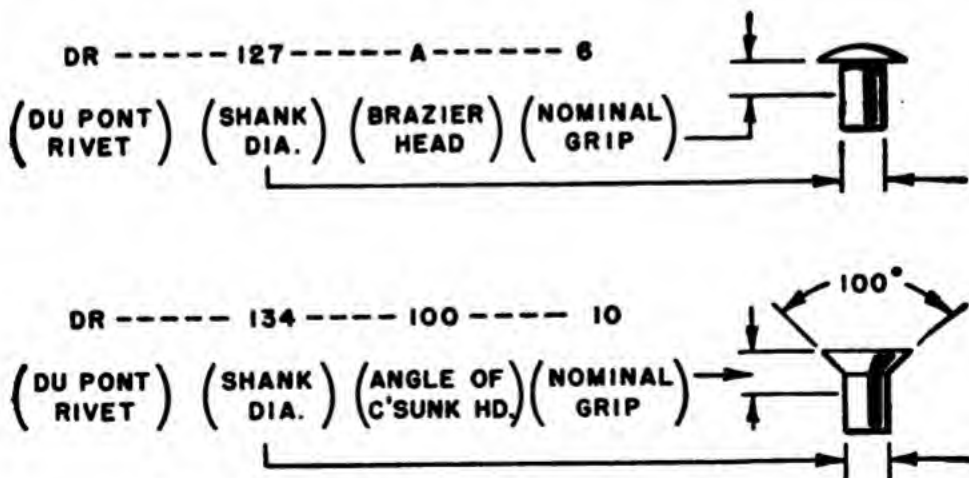 DR ----- 127 ----- A ------ 6
(DU PONT RIVET) (SHANK DIA.) (BRAZIER HEAD) (NOMINAL GRIP)
DR ----- 134 ---- 100 ---- 10
100°
(DU PONT RIVET) (SHANK DIA.) (ANGLE OF C'SUNK HD.) (NOMINAL GRIP)